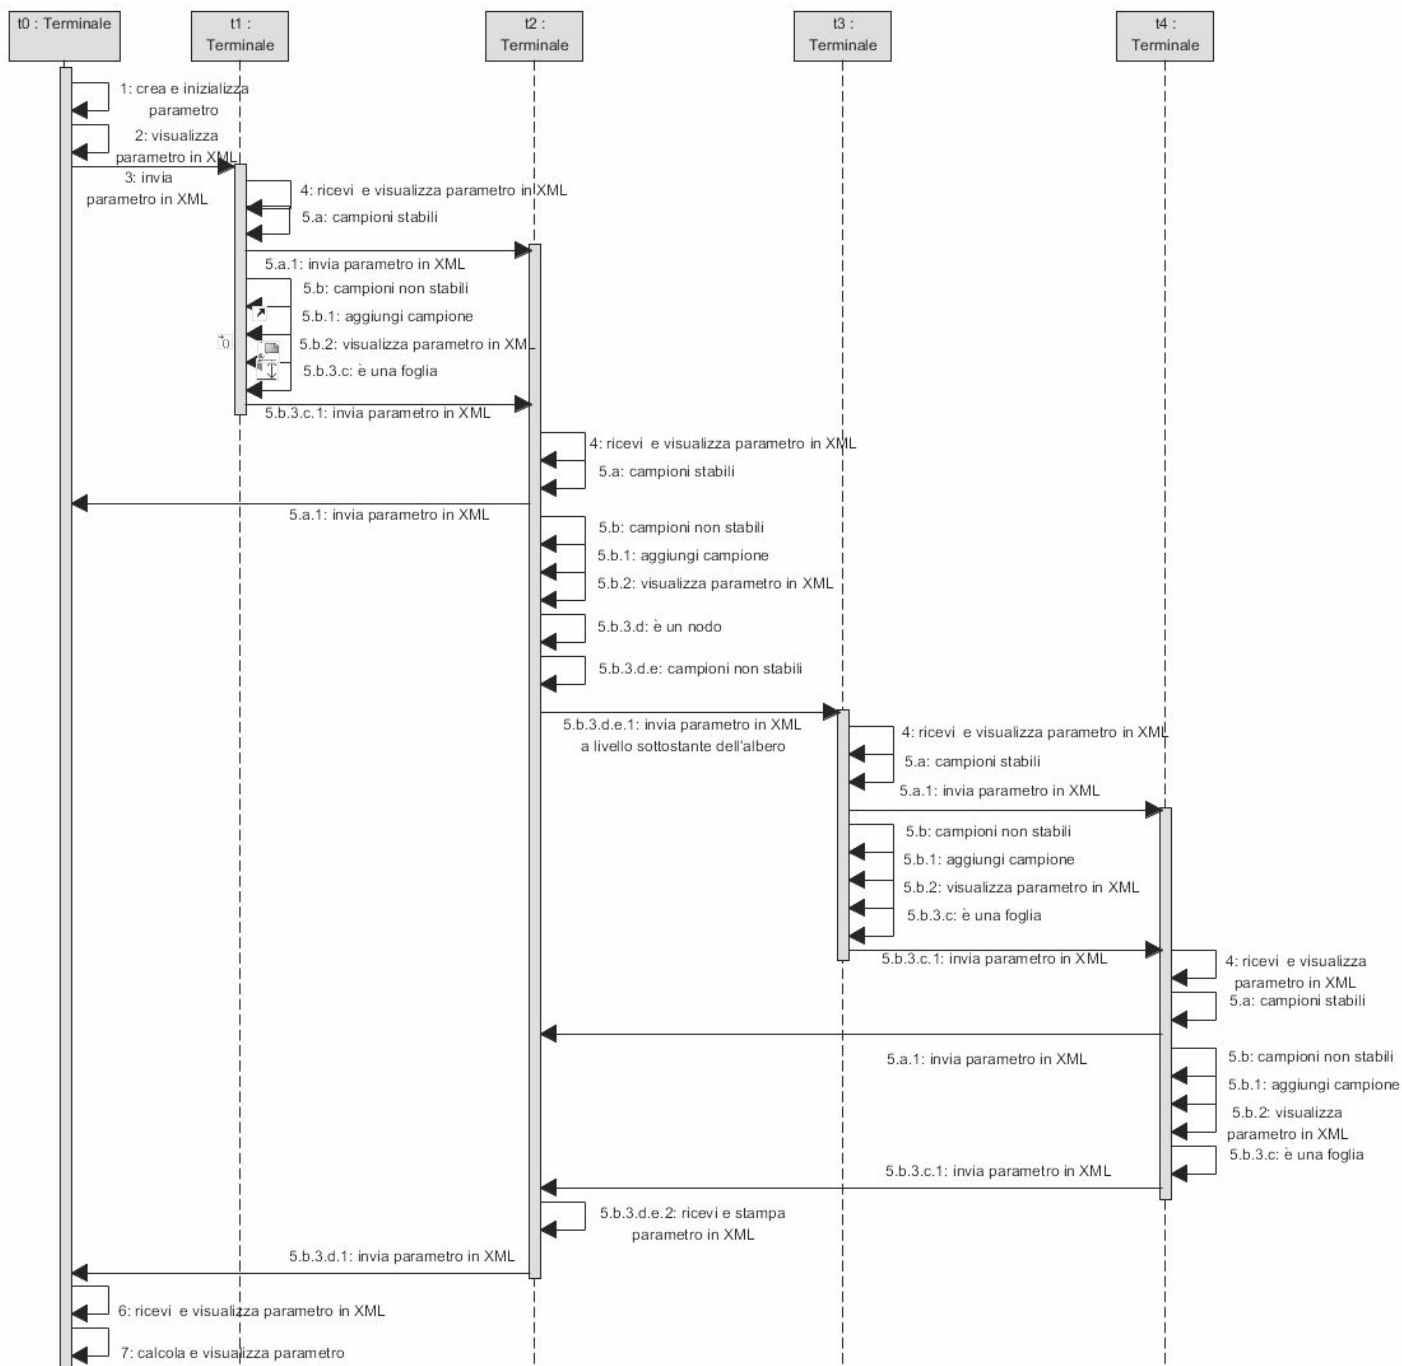 t0 : Terminale
t1 :
Terminale
t2 :
Terminale
t3 :
Terminale
t4 :
Terminale
1: crea e inizializza
parametro
2: visualizza
parametro in XML
3: invia
parametro in XML
4: ricevi e visualizza parametro in XML
5.a: campioni stabili
5.a.1: invia parametro in XML
5.b: campioni non stabili
5.b.1: aggiungi campione
5.b.2: visualizza parametro in XML
5.b.3.c: è una foglia
5.b.3.c.1: invia parametro in XML
4: ricevi e visualizza parametro in XML
5.a: campioni stabili
5.a.1: invia parametro in XML
5.b: campioni non stabili
5.b.1: aggiungi campione
5.b.2: visualizza parametro in XML
5.b.3.d: è un nodo
5.b.3.d.e: campioni non stabili
5.b.3.d.e.1: invia parametro in XML
a livello sottostante dell'albero
4: ricevi e visualizza parametro in XML
5.a: campioni stabili
5.a.1: invia parametro in XML
5.b: campioni non stabili
5.b.1: aggiungi campione
5.b.2: visualizza parametro in XML
5.b.3.c: è una foglia
5.b.3.c.1: invia parametro in XML
4: ricevi e visualizza
parametro in XML
5.a: campioni stabili
5.a.1: invia parametro in XML
5.b: campioni non stabili
5.b.1: aggiungi campione
5.b.2: visualizza
parametro in XML
5.b.3.c: è una foglia
5.b.3.c.1: invia parametro in XML
5.b.3.d.e.2: ricevi e stampa
parametro in XML
5.b.3.d.1: invia parametro in XML
6: ricevi e visualizza parametro in XML
7: calcola e visualizza parametro